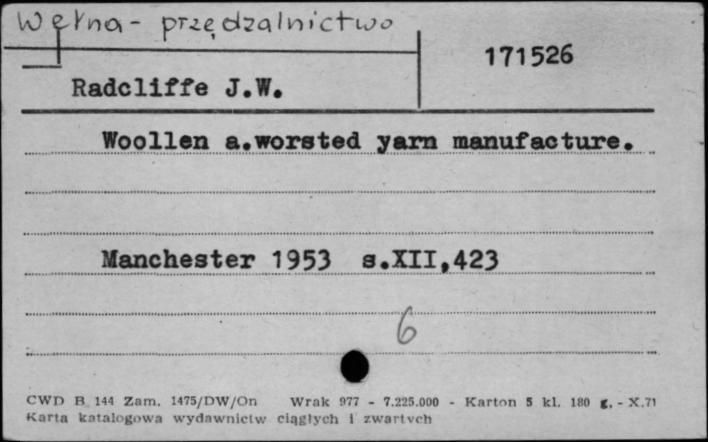 Wełna - przędzalnictwo
171526
Radcliffe J.W.
Woollen a.worsted yarn manufacture.
Manchester 1953 s.XII,423
6
CWD B 144 Zam. 1475/DW/On Wrak 977 - 7.225.000 - Karton 5 kl. 180 g. - X.71
Karta katalogowa wydawnictw ciągłych i zwartych